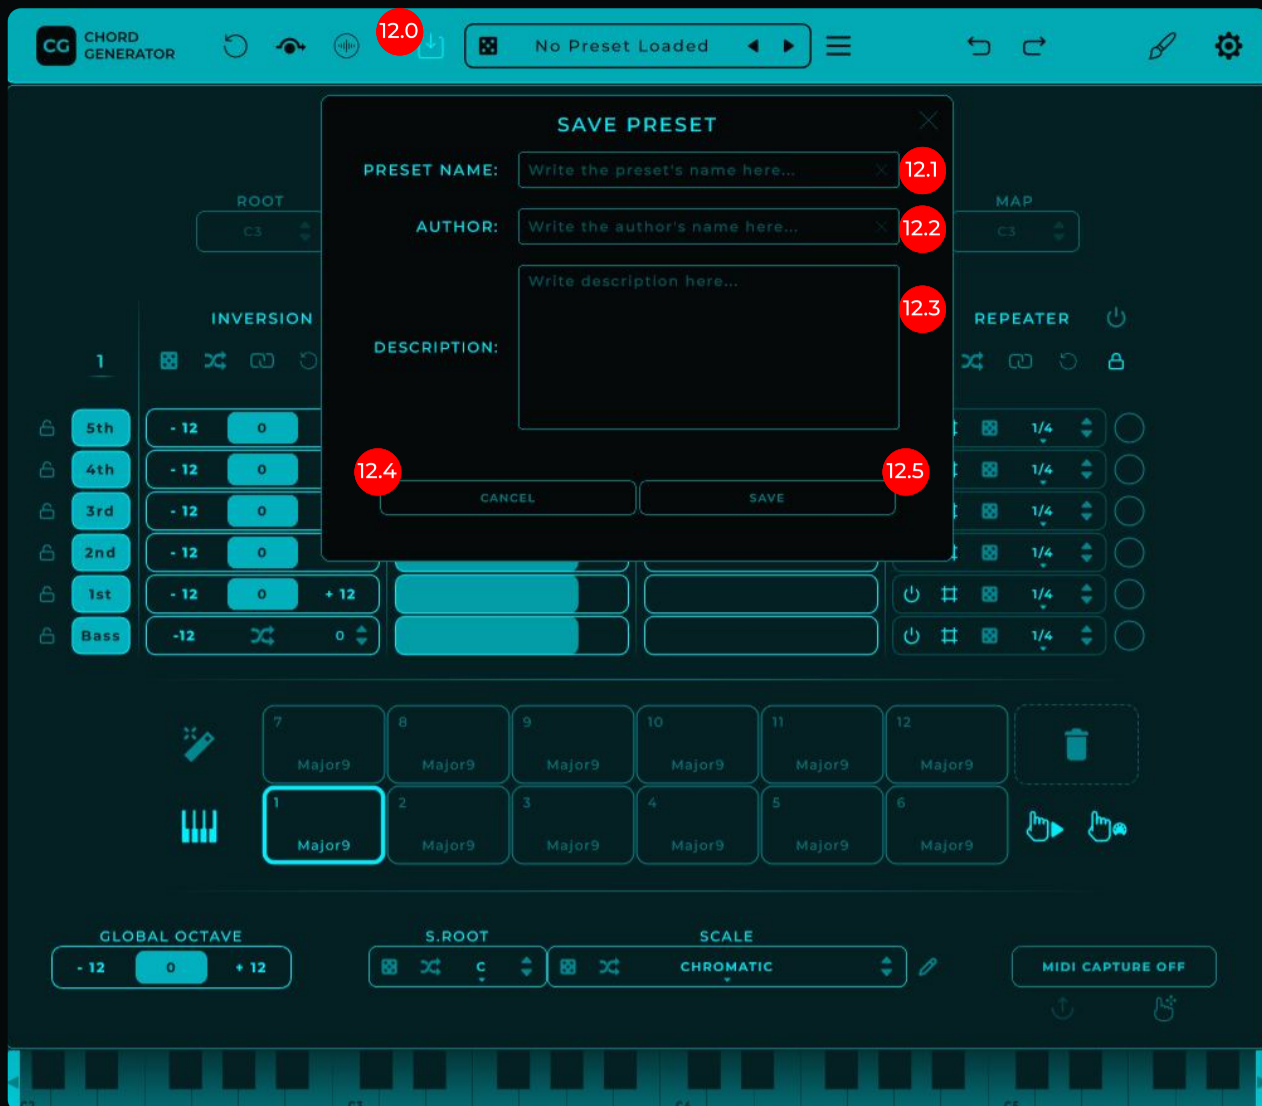 CG CHORD GENERATOR
12.0
No Preset Loaded
SAVE PRESET
PRESET NAME: Write the preset's name here... 12.1
AUTHOR: Write the author's name here... 12.2
DESCRIPTION: Write description here... 12.3
12.4 CANCEL
SAVE 12.5
ROOT
C3
MAP
C3
1
INVERSION
REPEATER
5th - 12 0 1/4
4th - 12 0 1/4
3rd - 12 0 1/4
2nd - 12 0 1/4
1st - 12 0 + 12 1/4
Bass -12 0 1/4
7 Major9
8 Major9
9 Major9
10 Major9
11 Major9
12 Major9
1 Major9
2 Major9
3 Major9
4 Major9
5 Major9
6 Major9
GLOBAL OCTAVE
- 12 0 + 12
S.ROOT
C
SCALE
CHROMATIC
MIDI CAPTURE OFF